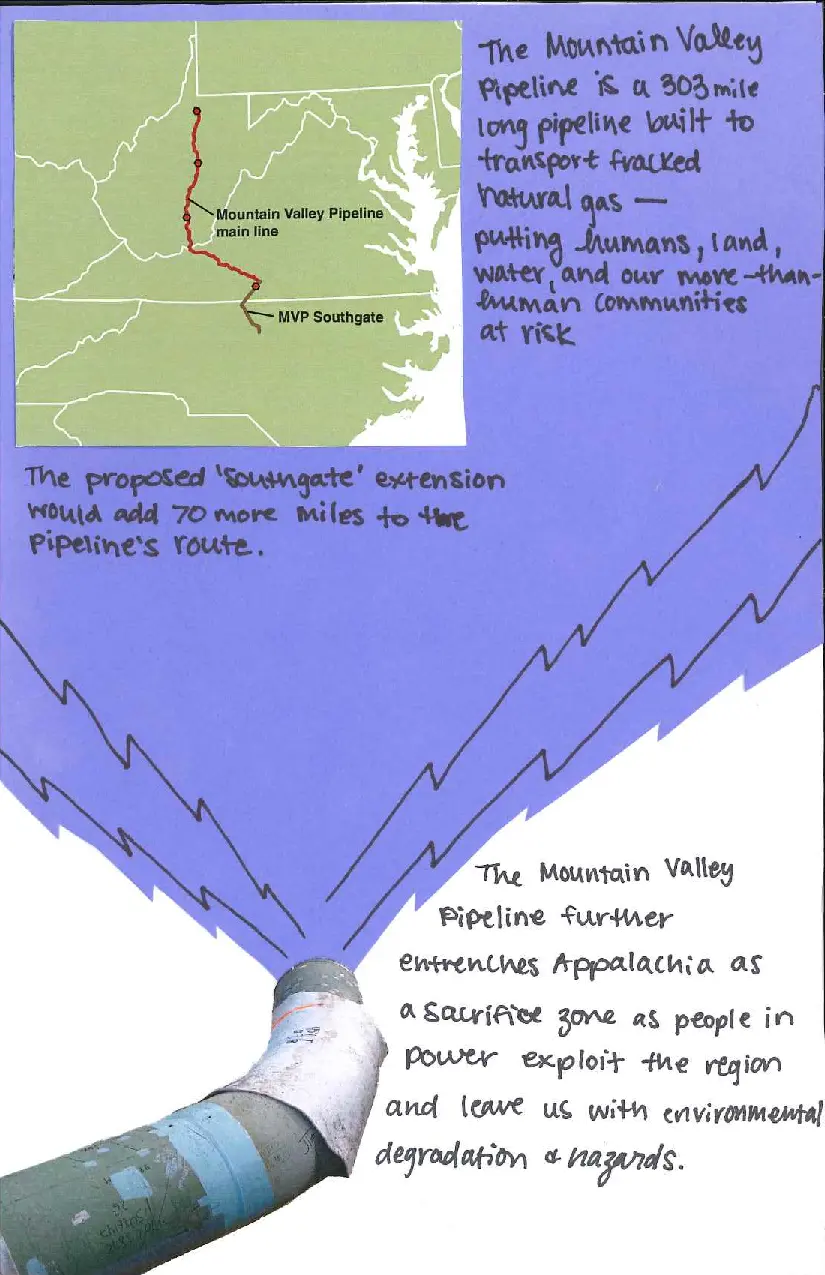 Mountain Valley Pipeline
main line
MVP Southgate
The Mountain Valley
Pipeline is a 303 mile
long pipeline built to
transport fracked
natural gas —
putting humans, land,
water, and our more-than-
human communities
at risk
The proposed 'Southgate' extension
would add 70 more miles to the
Pipeline's route.
The Mountain Valley
Pipeline further
entrenches Appalachia as
a sacrifice zone as people in
power exploit the region
and leave us with environmental
degradation & hazards.